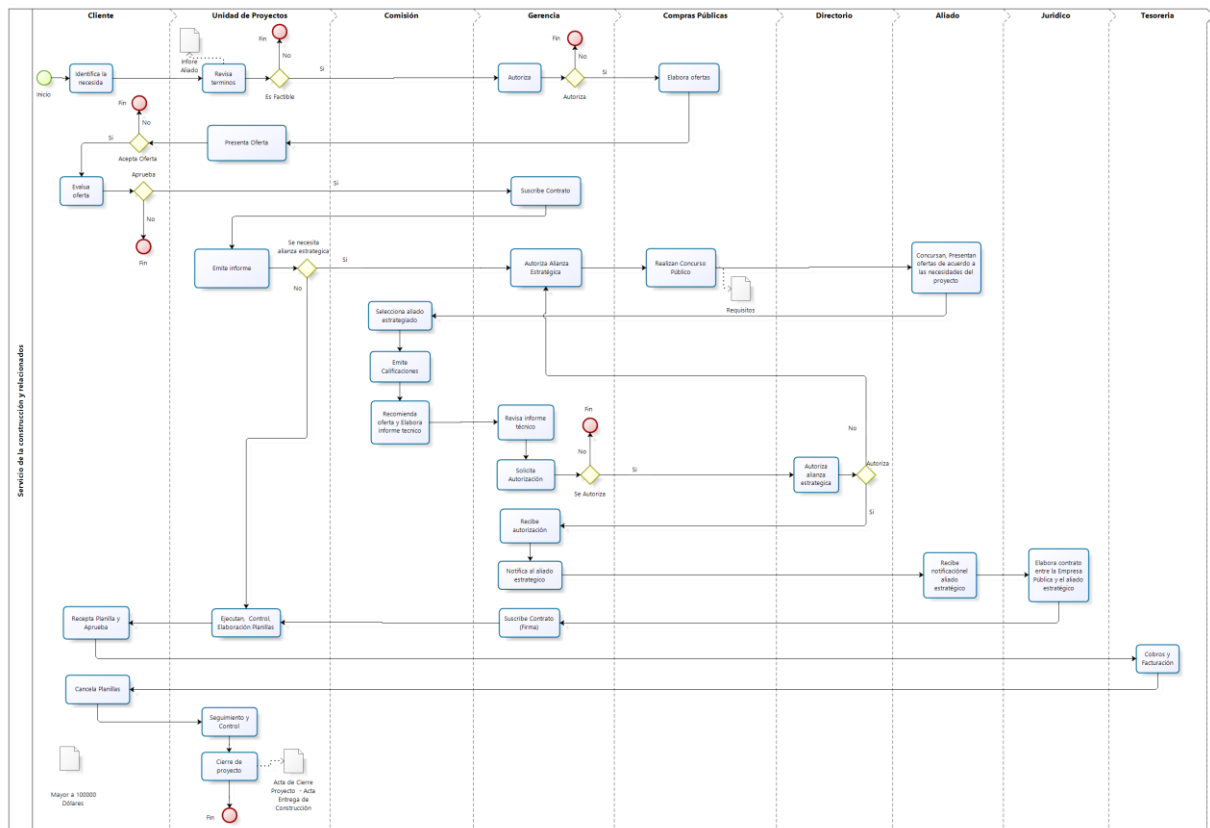 Cliente
Unidad de Proyectos
Comisión
Gerencia
Compras Públicas
Directorio
Aliado
Juridico
Tesoreria
Servicio de la construcción y relacionados
Inicio
Identifica la
necesida
Infore
Aliado
Revisa
terminos
Es Factible
No
Fin
Si
Autoriza
Autoriza
No
Fin
Si
Elabora ofertas
Presenta Oferta
Acepta Oferta
No
Fin
Si
Evalua
oferta
Aprueba
No
Fin
Si
Suscribe Contrato
Emite informe
Se necesita
alianza estrategica
Si
No
Autoriza Alianza
Estratégica
Realizan Concurso
Público
Requisitos
Concursan, Presentan
ofertas de acuerdo a
las necesidades del
proyecto
Selecciona aliado
estrategiado
Emite
Calificaciones
Recomienda
oferta y Elabora
informe tecnico
Revisa informe
técnico
Solicita
Autorización
Fin
No
Se Autoriza
Si
Autoriza
alianza
estrategica
Autoriza
No
Si
Recibe
autorización
Notifica al aliado
estrategico
Recibe
notificaciónel
aliado
estratégico
Elabora contrato
entre la Empresa
Pública y el aliado
estratégico
Suscribe Contrato
(Firma)
Ejecutan, Control,
Elaboración Planillas
Recepta Planilla y
Aprueba
Cobros y
Facturación
Cancela Planillas
Seguimiento y
Control
Cierre de
proyecto
Acta de Cierre
Proyecto - Acta
Entrega de
Construcción
Fin
Mayor a 100000
Dólares